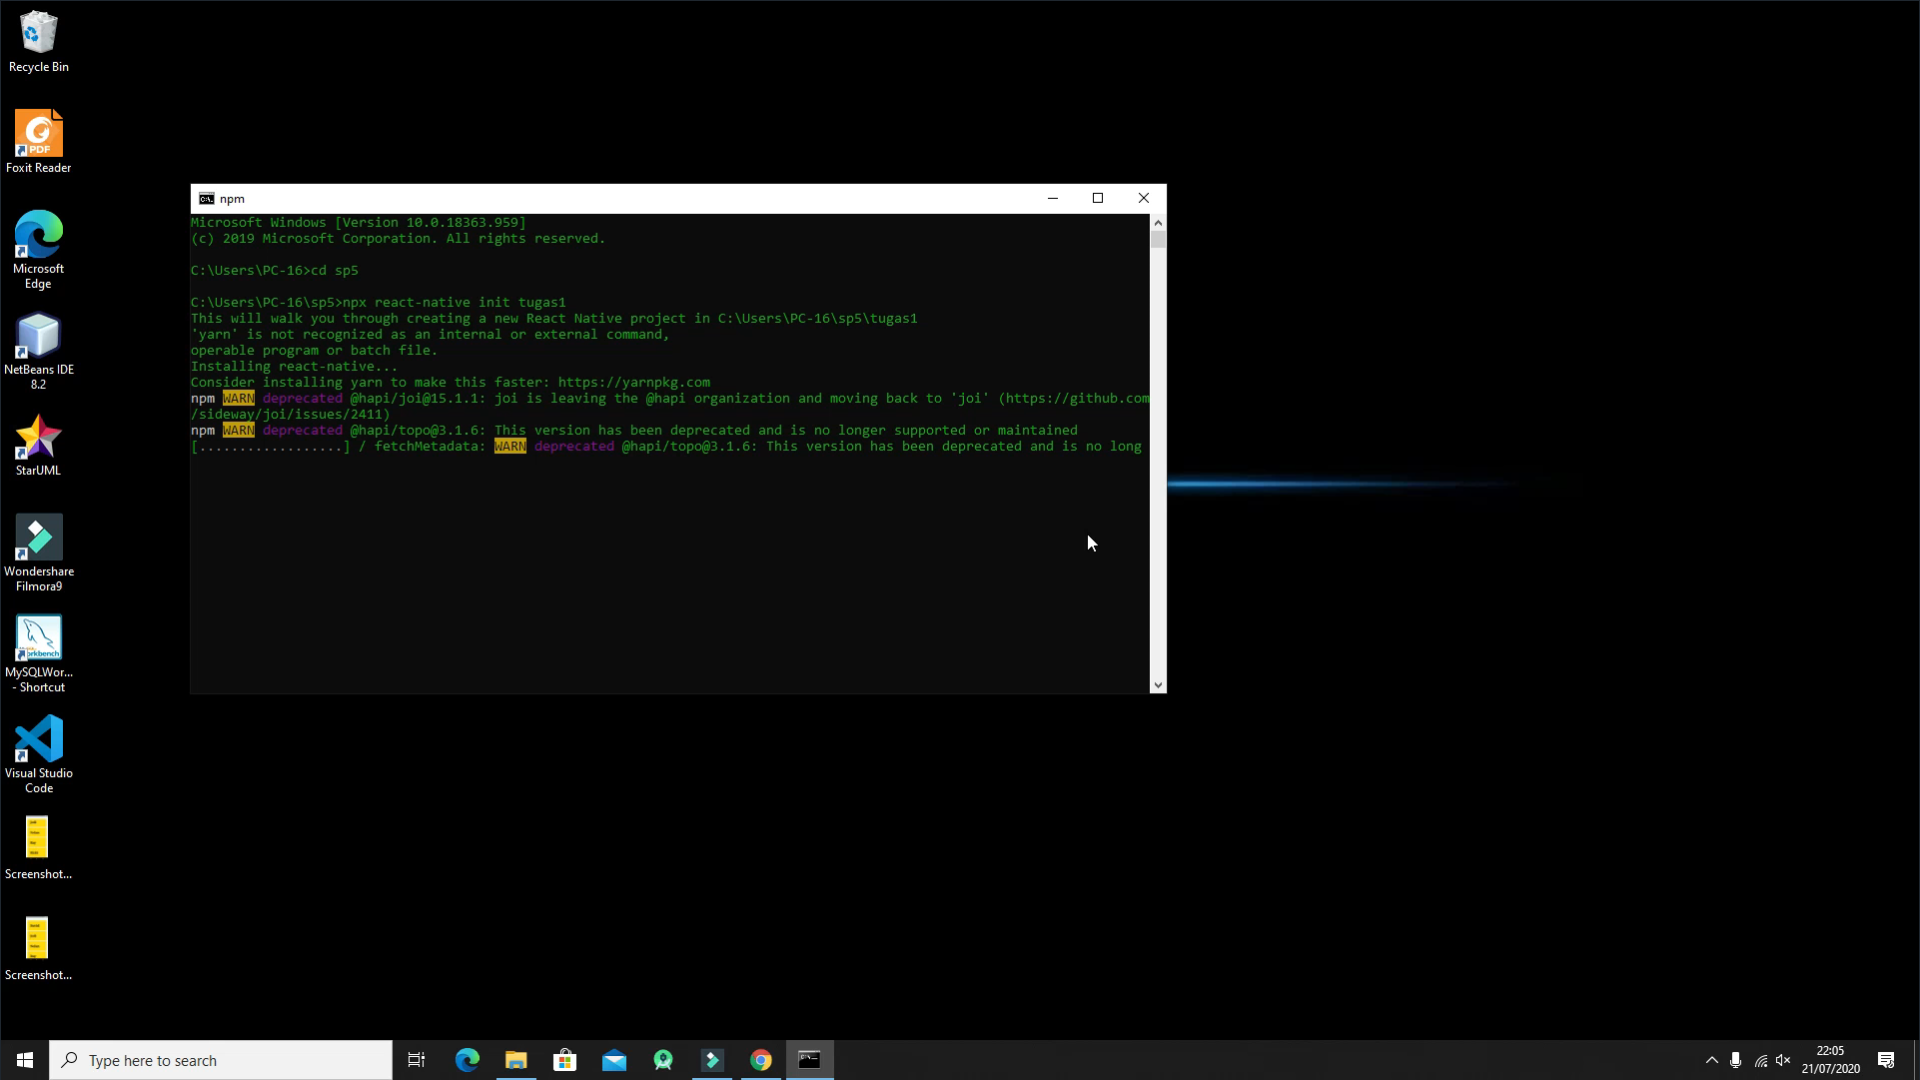 Recycle Bin
PDF
Foxit Reader
Microsoft
Edge
NetBeans IDE
8.2
StarUML
Wondershare
Filmora9
MySQLWor...
- Shortcut
Visual Studio
Code
Screenshot...
Screenshot...
npm
Microsoft Windows [Version 10.0.18363.959]
(c) 2019 Microsoft Corporation. All rights reserved.
C:\Users\PC-16>cd sp5
C:\Users\PC-16\sp5>npx react-native init tugas1
This will walk you through creating a new React Native project in C:\Users\PC-16\sp5\tugas1
'yarn' is not recognized as an internal or external command,
operable program or batch file.
Installing react-native...
Consider installing yarn to make this faster: https://yarnpkg.com
npm WARN deprecated @hapi/joi@15.1.1: joi is leaving the @hapi organization and moving back to 'joi' (https://github.com
/sideway/joi/issues/2411)
npm WARN deprecated @hapi/topo@3.1.6: This version has been deprecated and is no longer supported or maintained
[..................] / fetchMetadata: WARN deprecated @hapi/topo@3.1.6: This version has been deprecated and is no long
Type here to search
22:05
21/07/2020